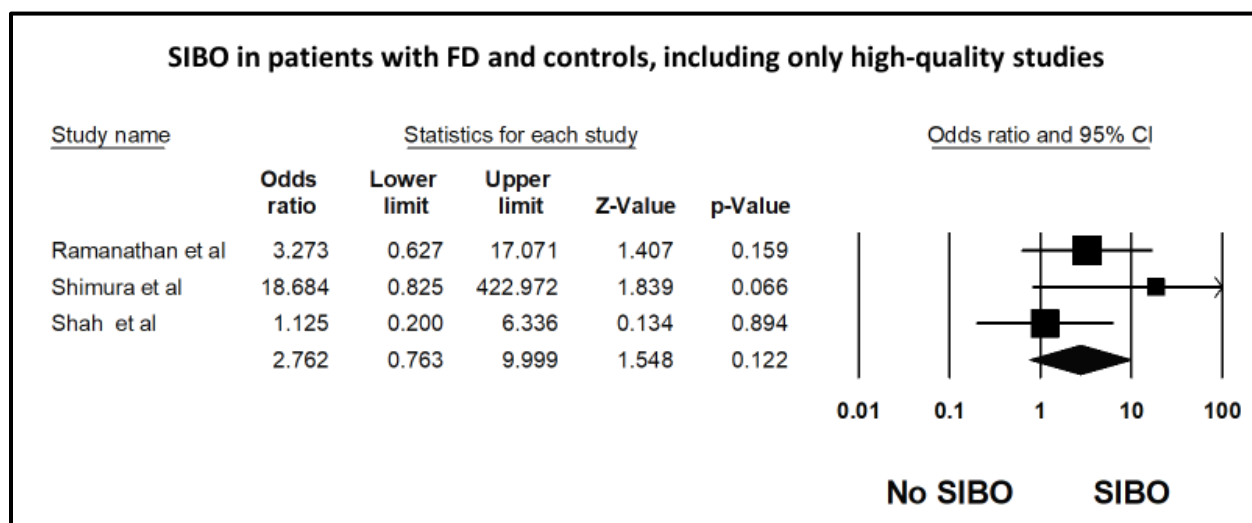 SIBO in patients with FD and controls, including only high-quality studies
Study name Statistics for each study Odds ratio and 95% CI
Odds ratio Lower limit Upper limit Z-Value p-Value
Ramanathan et al 3.273 0.627 17.071 1.407 0.159
Shimura et al 18.684 0.825 422.972 1.839 0.066
Shah et al 1.125 0.200 6.336 0.134 0.894
2.762 0.763 9.999 1.548 0.122
0.01 0.1 1 10 100
No SIBO SIBO